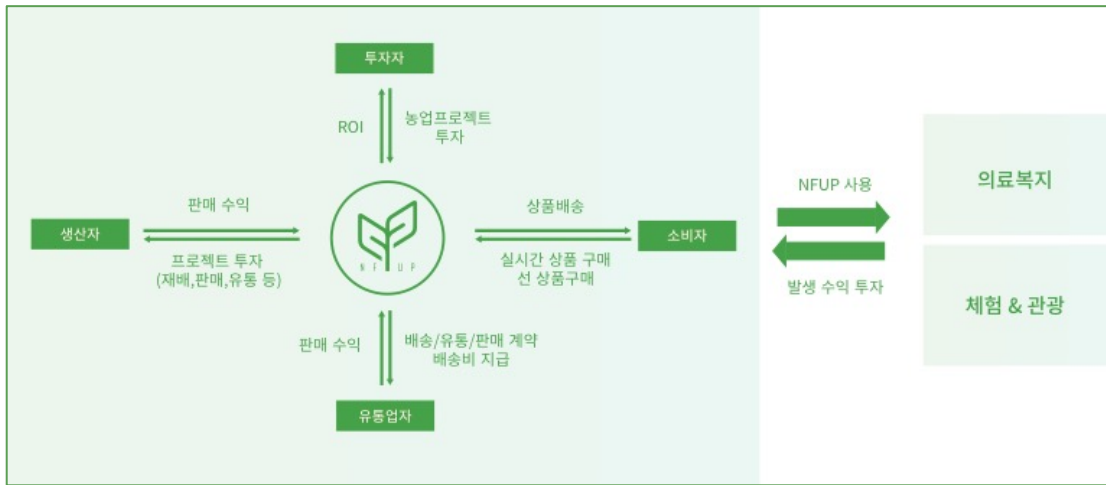 투자자
ROI
농업프로젝트
투자
판매 수익
생산자
프로젝트 투자
(재배,판매,유통 등)
NFUP
상품배송
소비자
실시간 상품 구매
선 상품구매
판매 수익
배송/유통/판매 계약
배송비 지급
유통업자
NFUP 사용
발생 수익 투자
의료복지
체험 & 관광